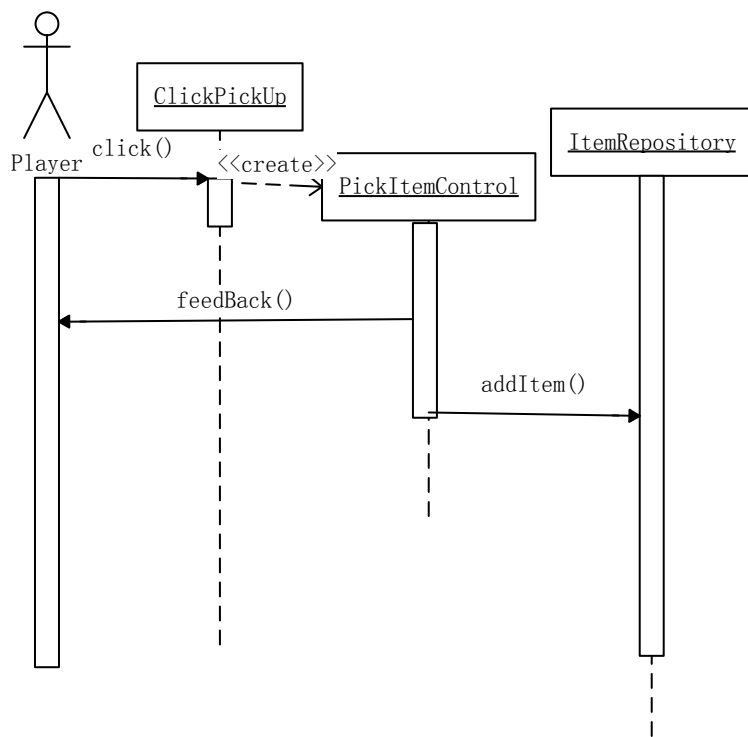 ClickPickUp
ItemRepository
click()
Player
<<create>>
PickItemControl
feedBack()
addItem()